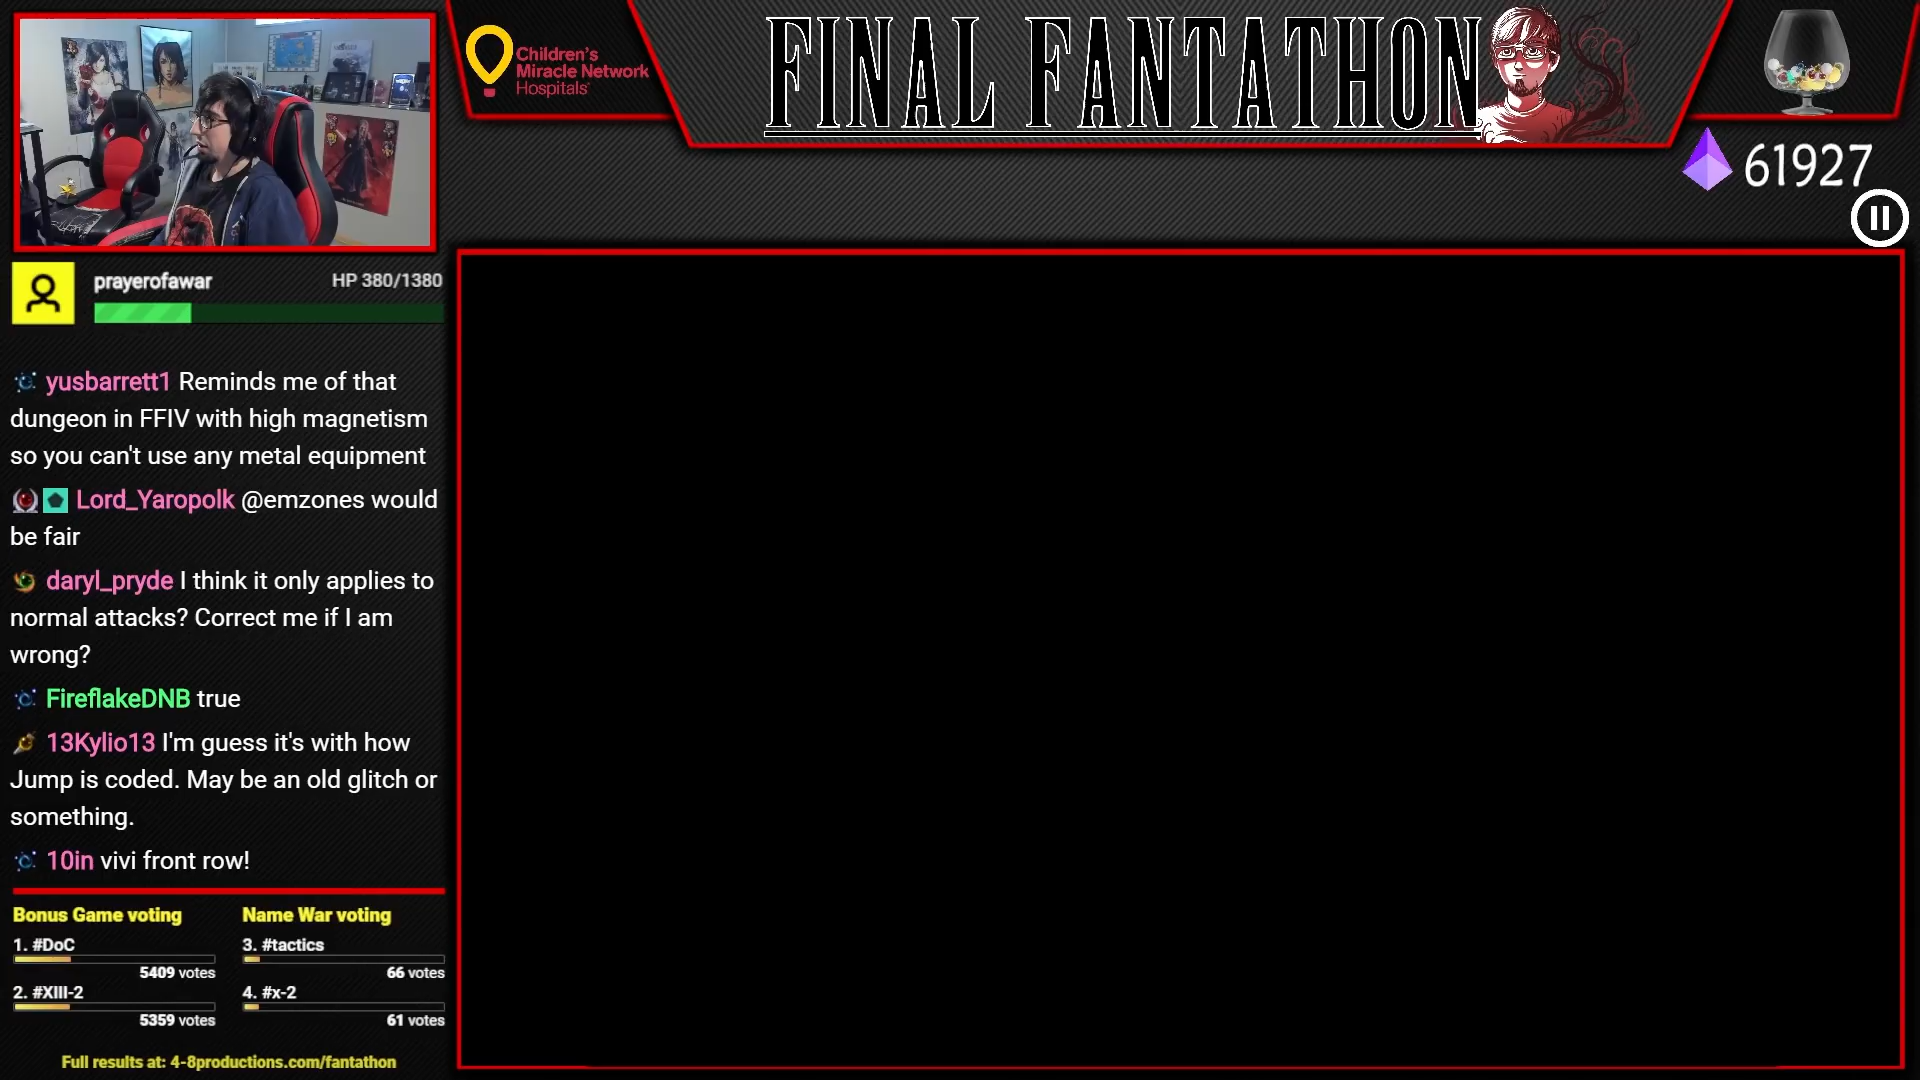 Children's
Miracle Network
Hospitals
FINAL FANTATHON
61927
prayerofawar HP 380/1380
yusbarrett1 Reminds me of that
dungeon in FFIV with high magnetism
so you can't use any metal equipment
Lord_Yaropolk @emzones would
be fair
daryl_pryde I think it only applies to
normal attacks? Correct me if I am
wrong?
FireflakeDNB true
13Kylio13 I'm guess it's with how
Jump is coded. May be an old glitch or
something.
10in vivi front row!
Bonus Game voting
1. #DoC
5409 votes
2. #XIII-2
5359 votes
Name War voting
3. #tactics
66 votes
4. #x-2
61 votes
Full results at: 4-8productions.com/fantathon